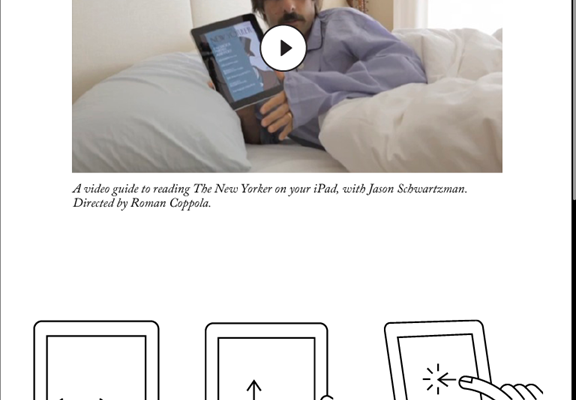 A video guide to reading The New Yorker on your iPad, with Jason Schwartzman.
Directed by Roman Coppola.